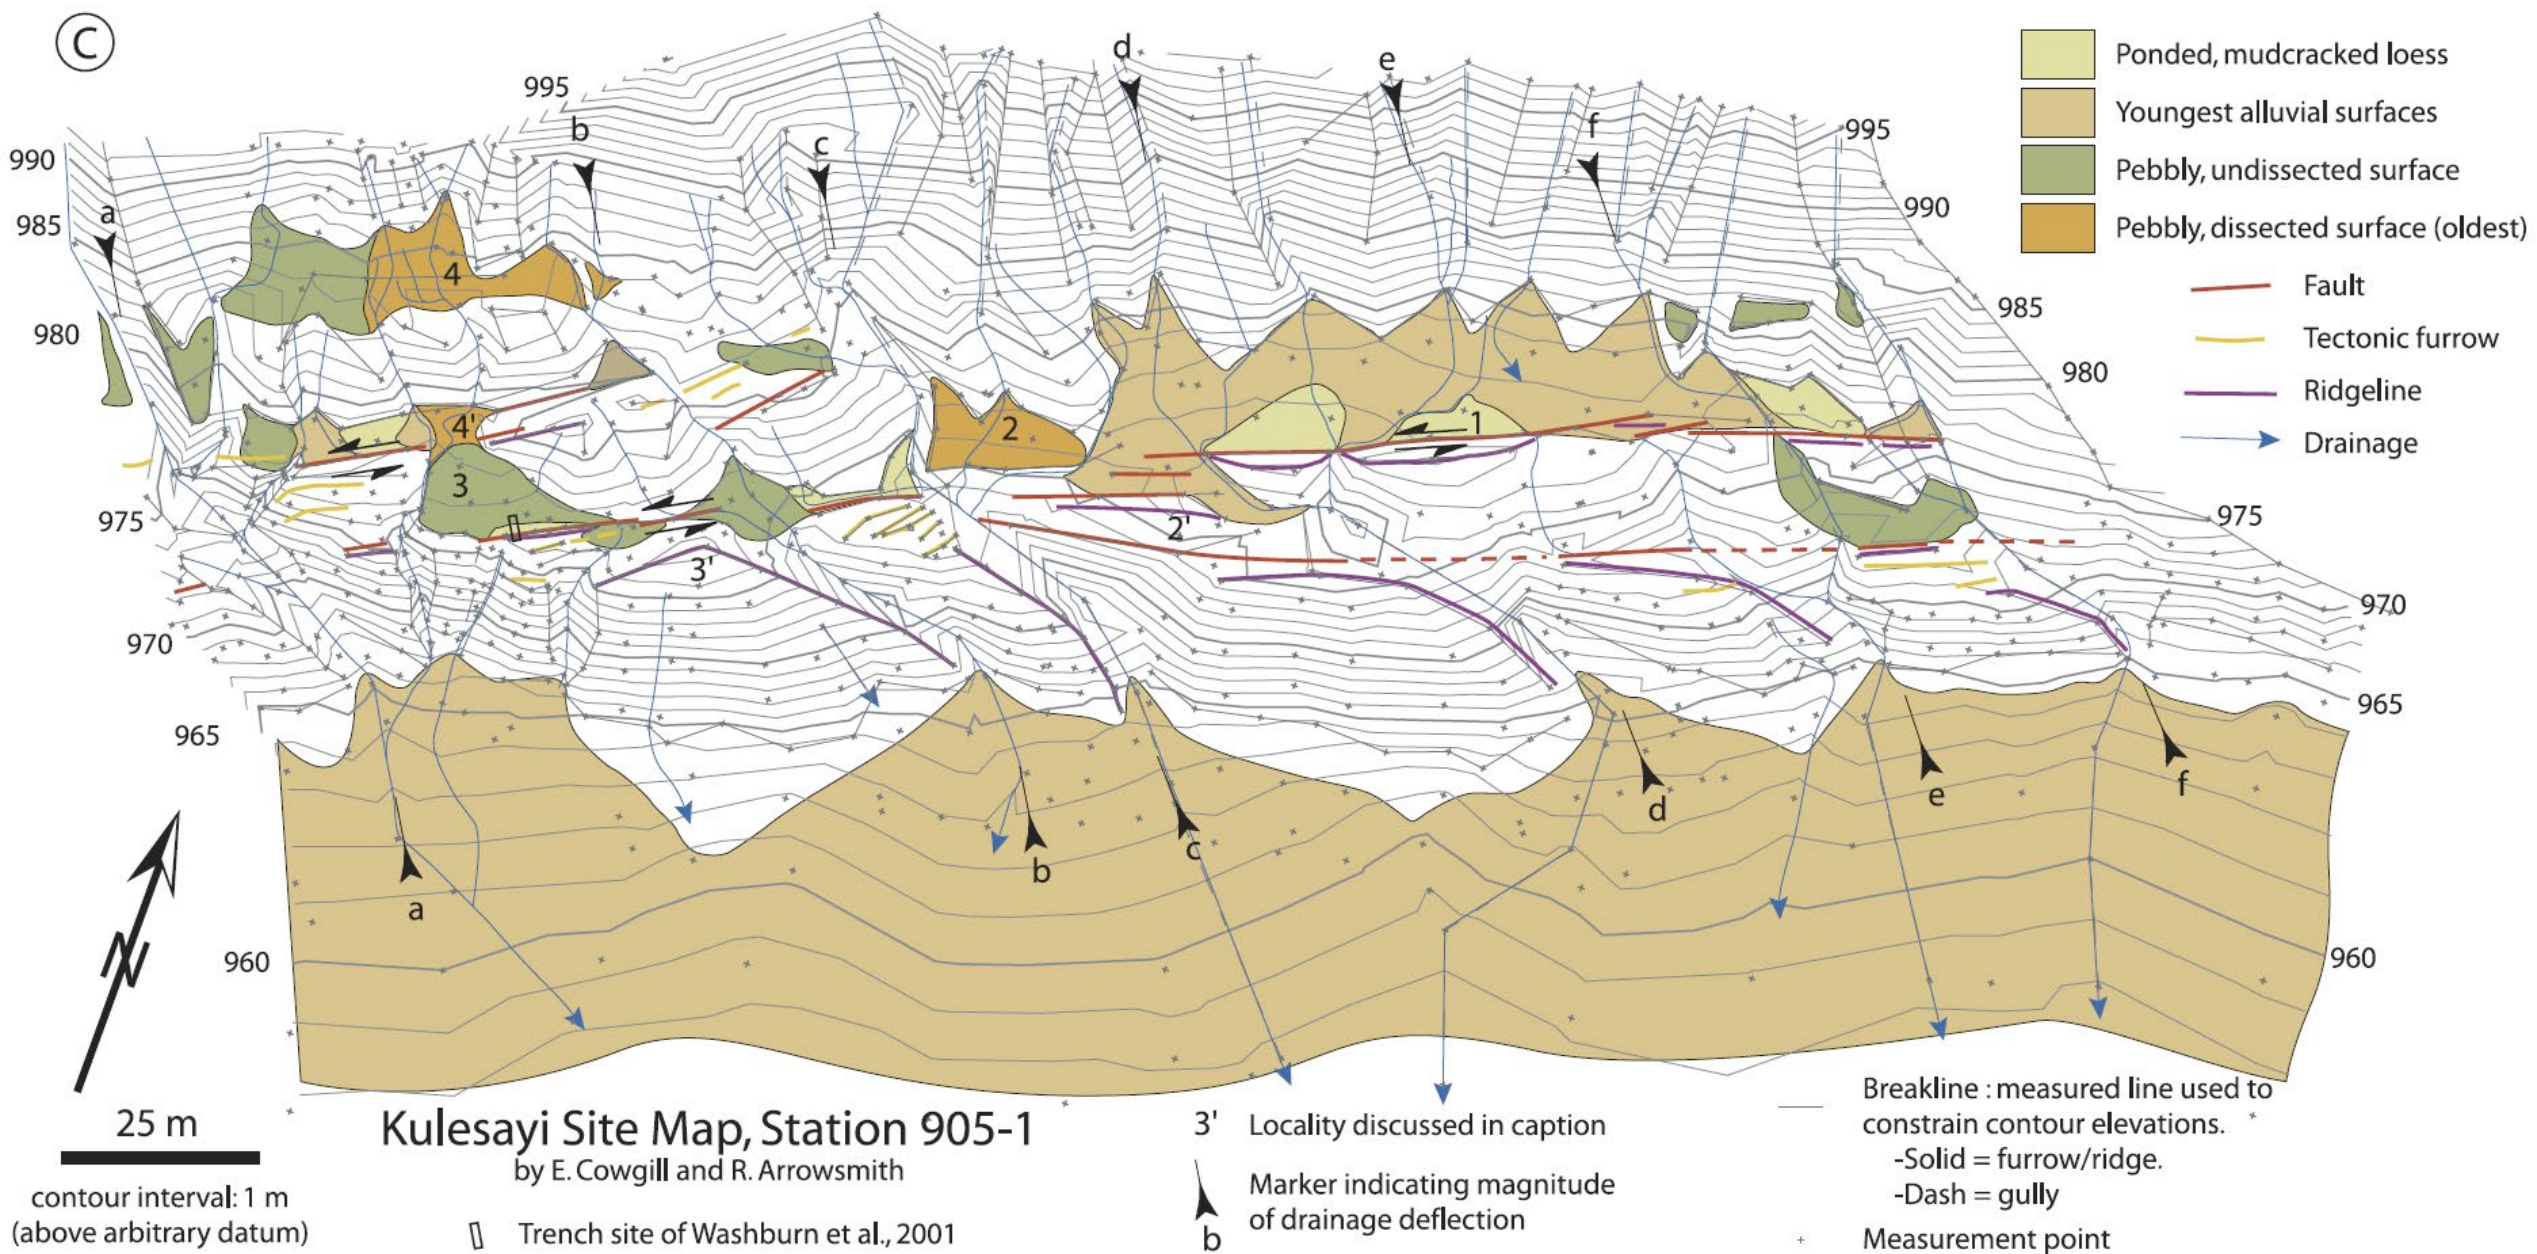 C
d
e
995
b
f
c
995
990
a
985
990
4
980
985
980
4'
2
1
3
975
2'
975
3'
970
970
965
965
f
d
e
b
c
a
960
960
Ponded, mudcracked loess
Youngest alluvial surfaces
Pebbly, undissected surface
Pebbly, dissected surface (oldest)
Fault
Tectonic furrow
Ridgeline
Drainage
N
25 m
contour interval: 1 m
(above arbitrary datum)
Kulesayi Site Map, Station 905-1
by E. Cowgill and R. Arrowsmith
Trench site of Washburn et al., 2001
3' Locality discussed in caption
Marker indicating magnitude
of drainage deflection
b
Breakline : measured line used to
constrain contour elevations.
-Solid = furrow/ridge.
-Dash = gully
Measurement point